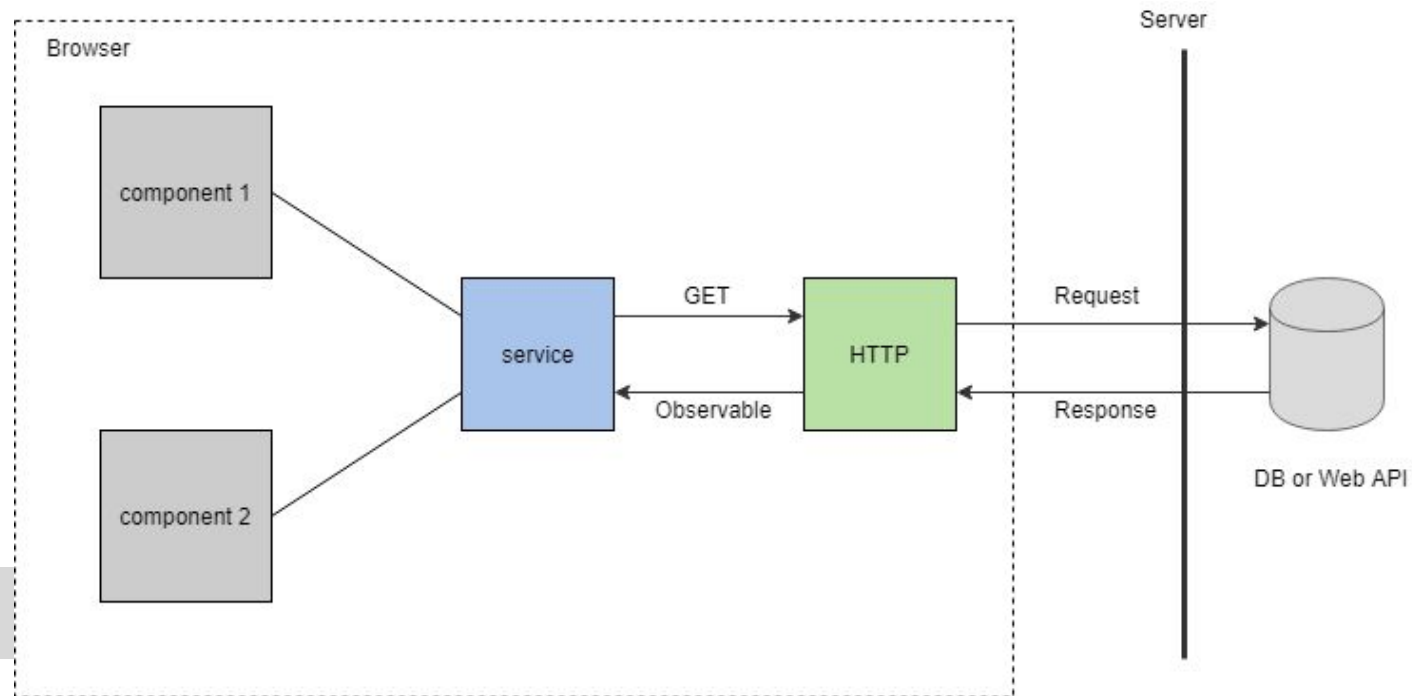 Server
Browser
component 1
GET
Request
service
HTTP
Observable
Response
DB or Web API
component 2